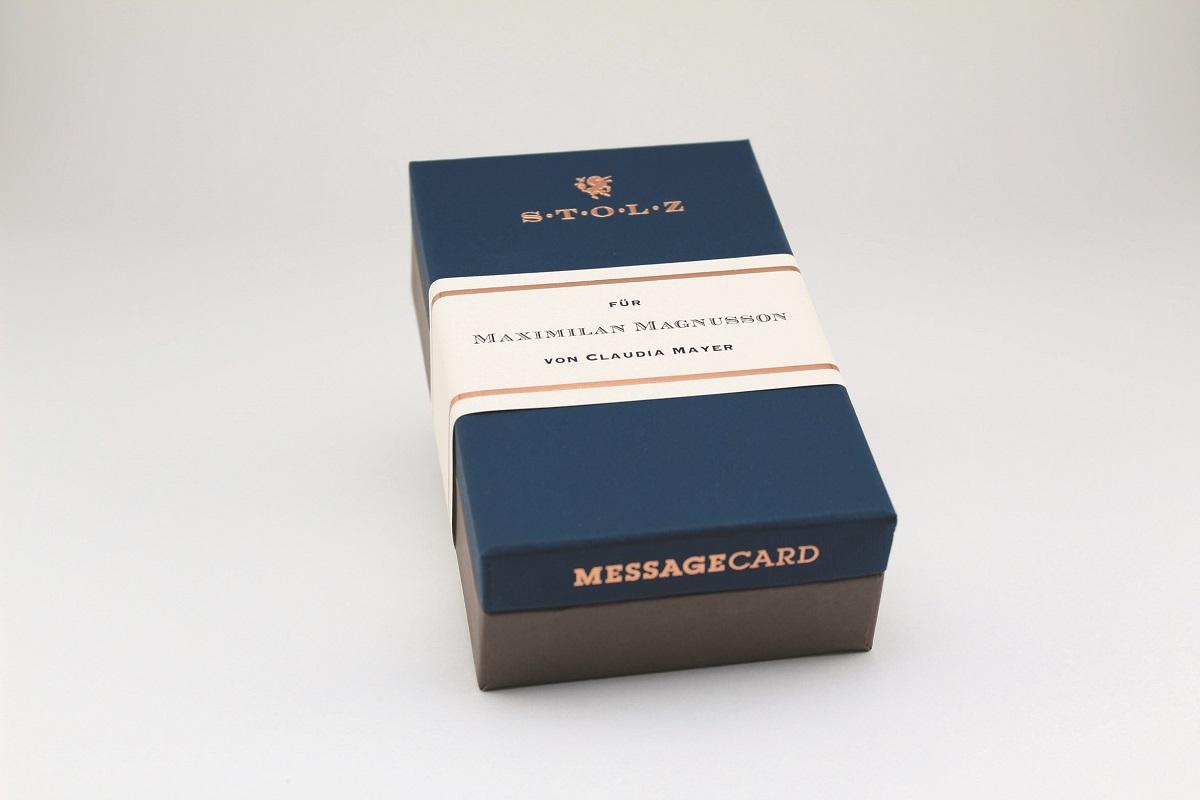 S·T·O·L·Z
FÜR
MAXIMILAN MAGNUSSON
VON CLAUDIA MAYER
MESSAGECARD